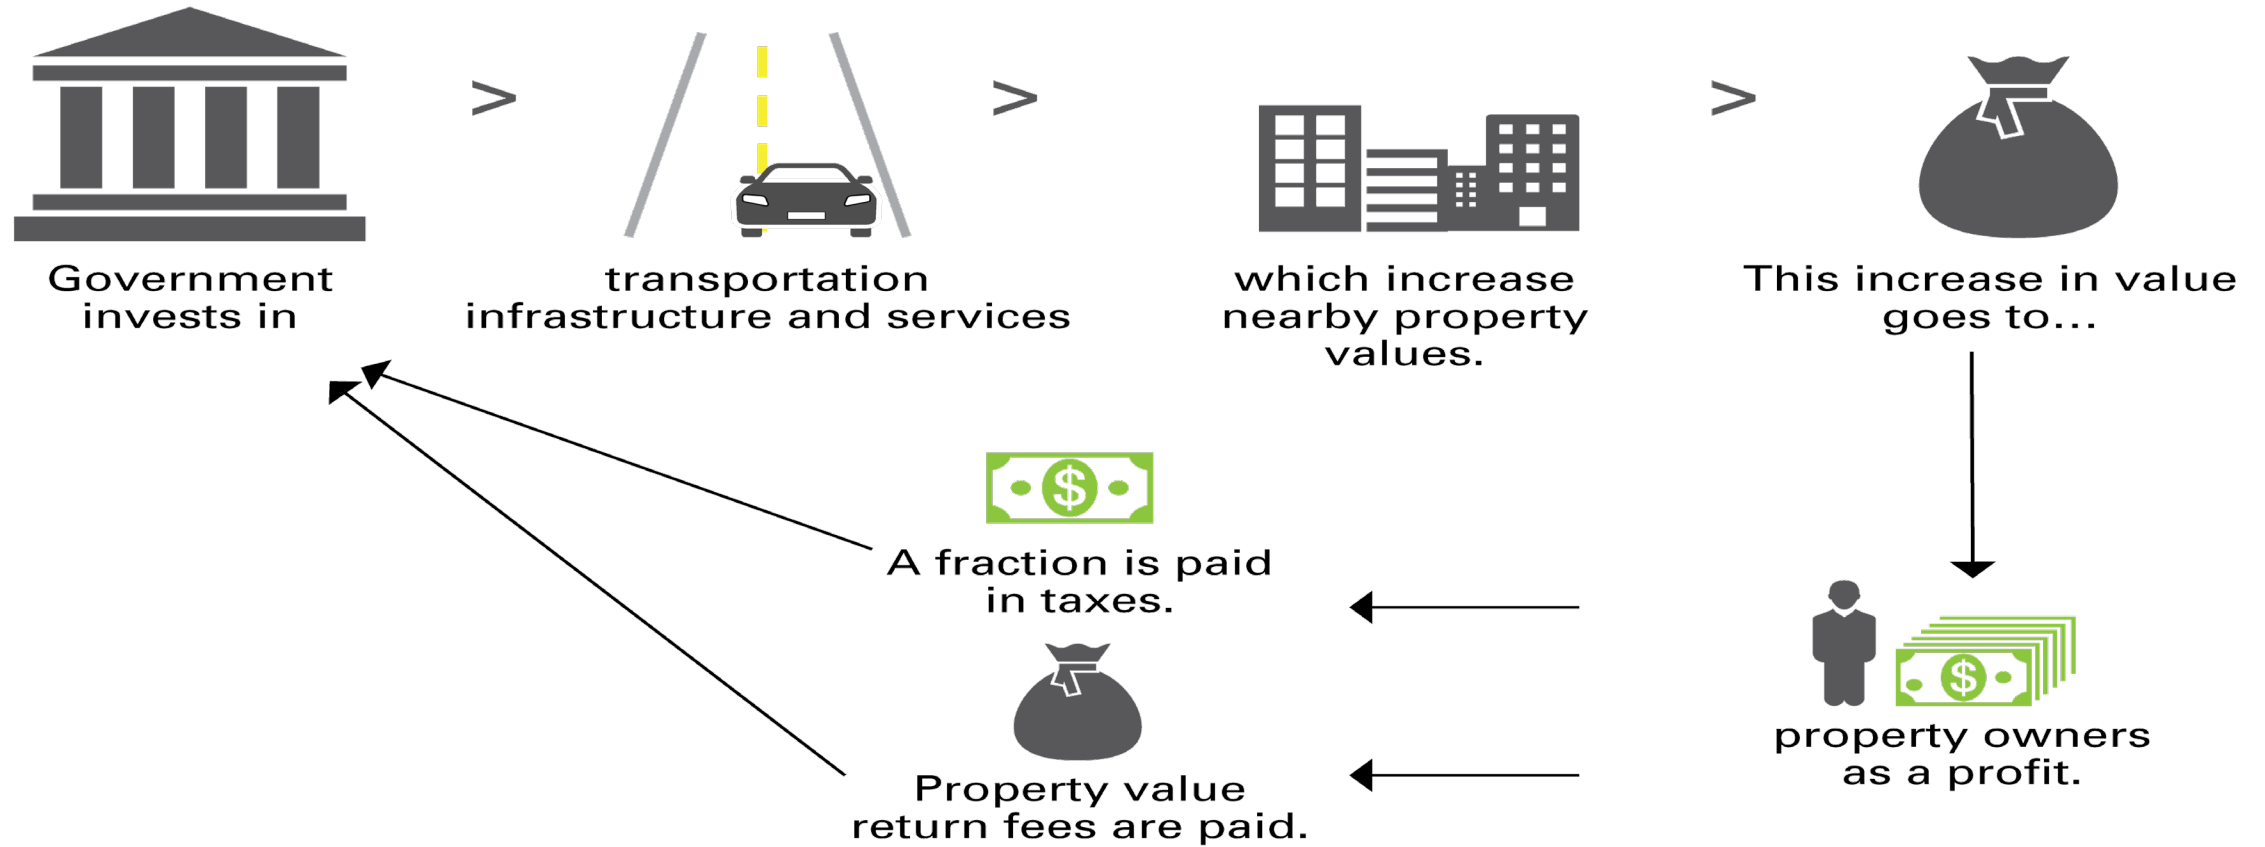 >
>
>
Government
invests in
transportation
infrastructure and services
which increase
nearby property
values.
This increase in value
goes to...
$
A fraction is paid
in taxes.
$
property owners
as a profit.
Property value
return fees are paid.